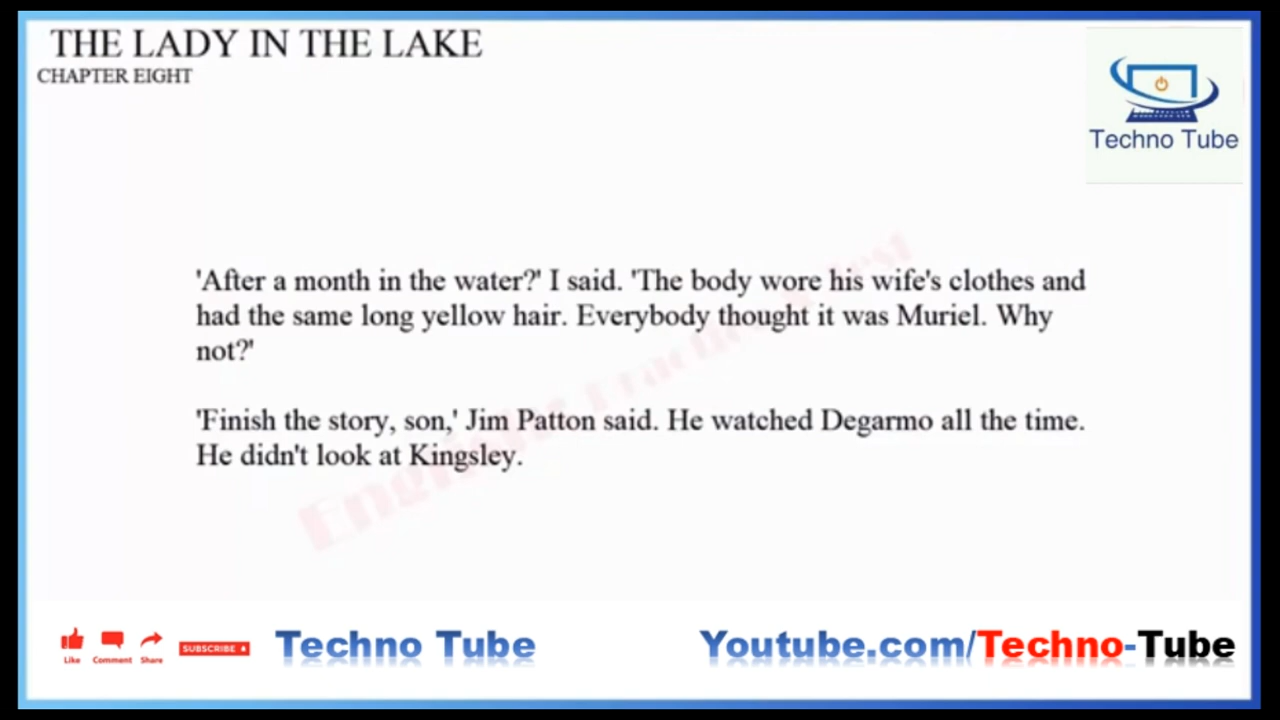 THE LADY IN THE LAKE
CHAPTER EIGHT
Techno Tube
'After a month in the water?' I said. 'The body wore his wife's clothes and
had the same long yellow hair. Everybody thought it was Muriel. Why
not?'
'Finish the story, son,' Jim Patton said. He watched Degarmo all the time.
He didn't look at Kingsley.
Like Comment Share SUBSCRIBE Techno Tube Youtube.com/Techno-Tube